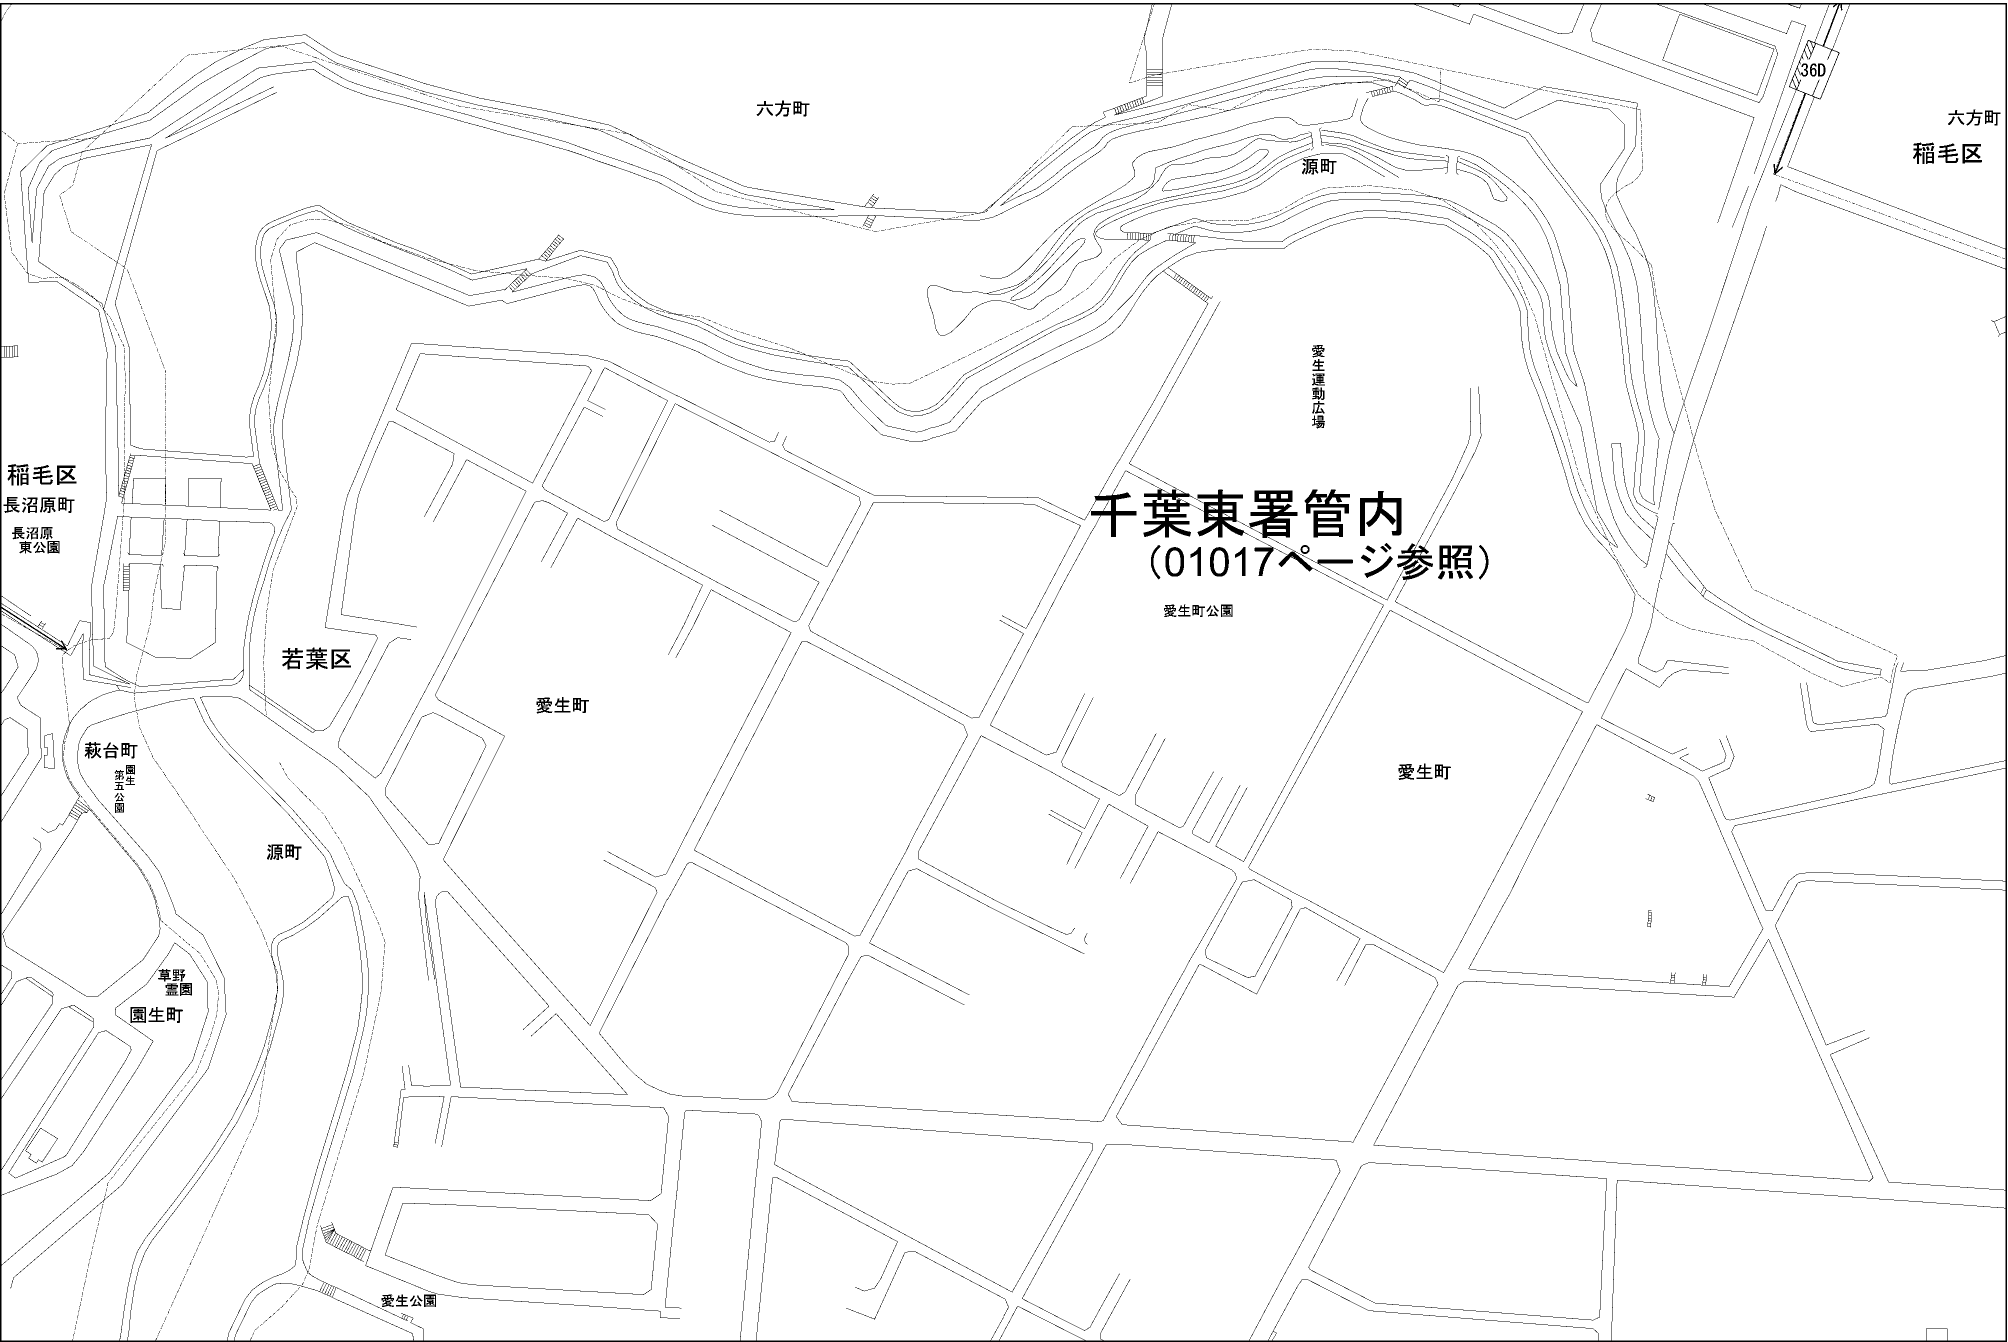 36D
六方町
六方町
稲毛区
源町
愛生運動広場
稲毛区
長沼原町
長沼原
東公園
千葉東署管内
（01017ページ参照）
愛生町公園
若葉区
愛生町
萩台町
園生
第五公園
愛生町
源町
草野
霊園
園生町
愛生公園